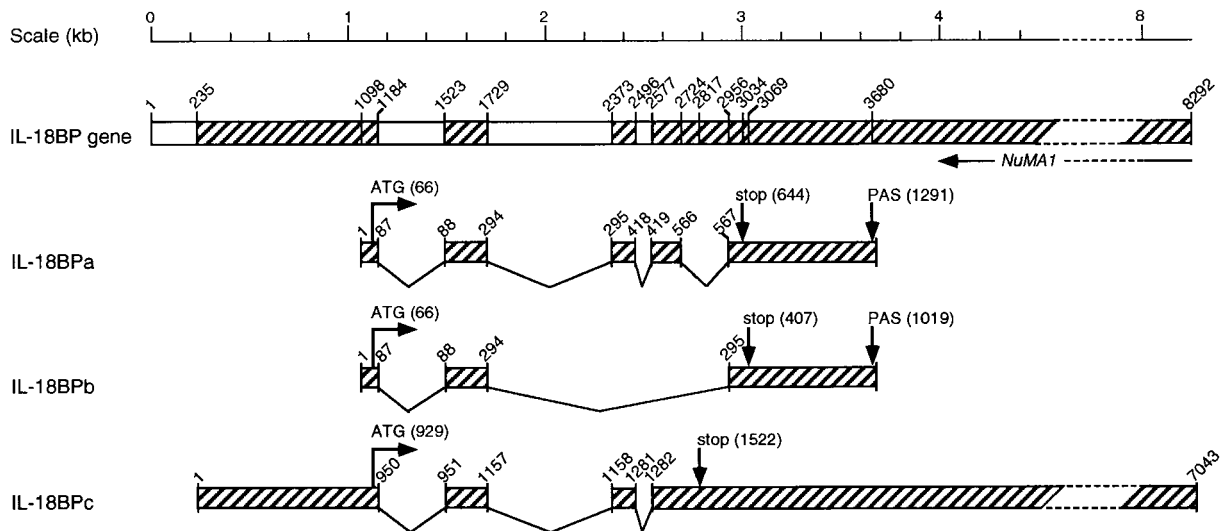 Scale (kb)
0 1 2 3 4 8
1 235 1098 1184 1523 1729 2373 2496 2577 2724 2817 2956 3034 3069 3680 8292
IL-18BP gene
NuMA1
ATG (66) stop (644) PAS (1291)
1 87 88 294 295 418 419 566 567
IL-18BPa
ATG (66) stop (407) PAS (1019)
1 87 88 294 295
IL-18BPb
ATG (929) stop (1522)
1 950 951 1157 1158 1281 1282 7043
IL-18BPc